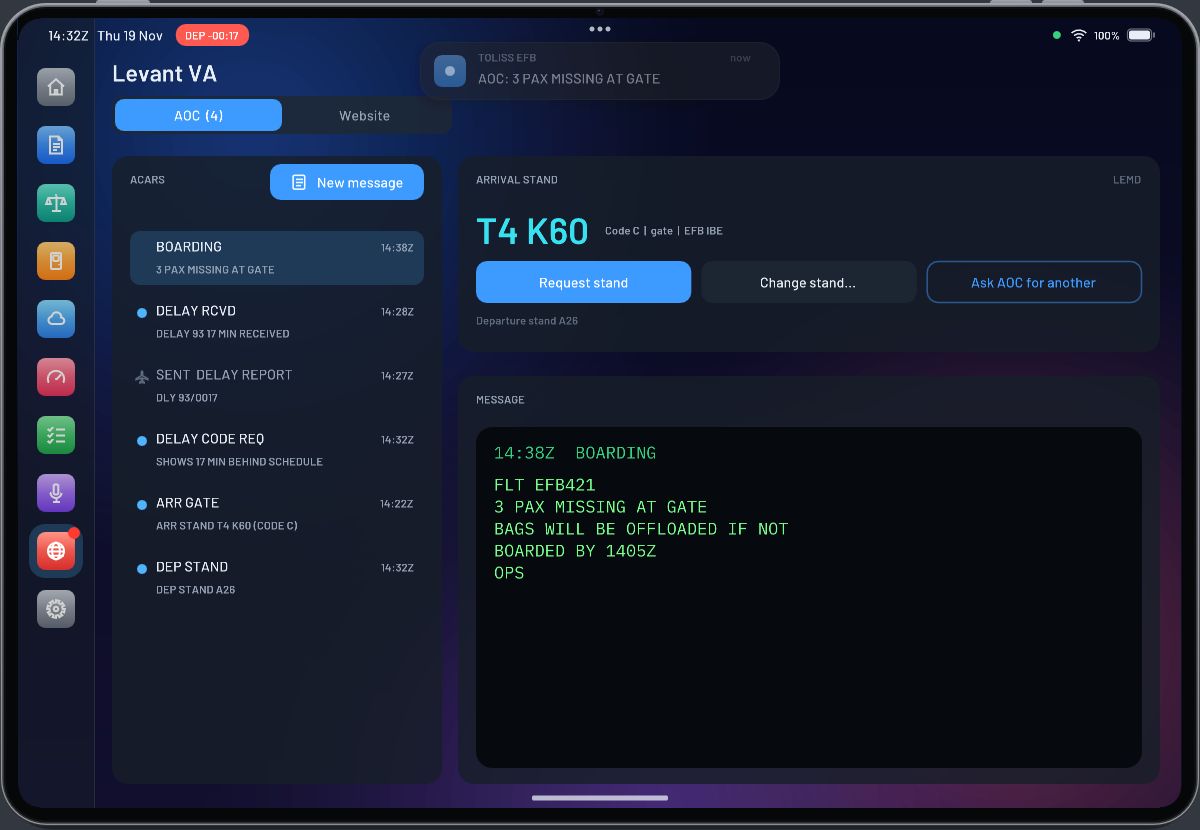 14:32Z Thu 19 Nov DEP -00:17
100%
TOLISS EFB now
AOC: 3 PAX MISSING AT GATE
Levant VA
AOC (4) Website
ACARS
New message
BOARDING 14:38Z
3 PAX MISSING AT GATE
DELAY RCVD 14:28Z
DELAY 93 17 MIN RECEIVED
SENT DELAY REPORT 14:27Z
DLY 93/0017
DELAY CODE REQ 14:32Z
SHOWS 17 MIN BEHIND SCHEDULE
ARR GATE 14:22Z
ARR STAND T4 K60 (CODE C)
DEP STAND 14:32Z
DEP STAND A26
ARRIVAL STAND LEMD
T4 K60 Code C | gate | EFB IBE
Request stand Change stand... Ask AOC for another
Departure stand A26
MESSAGE
14:38Z BOARDING
FLT EFB421
3 PAX MISSING AT GATE
BAGS WILL BE OFFLOADED IF NOT
BOARDED BY 1405Z
OPS